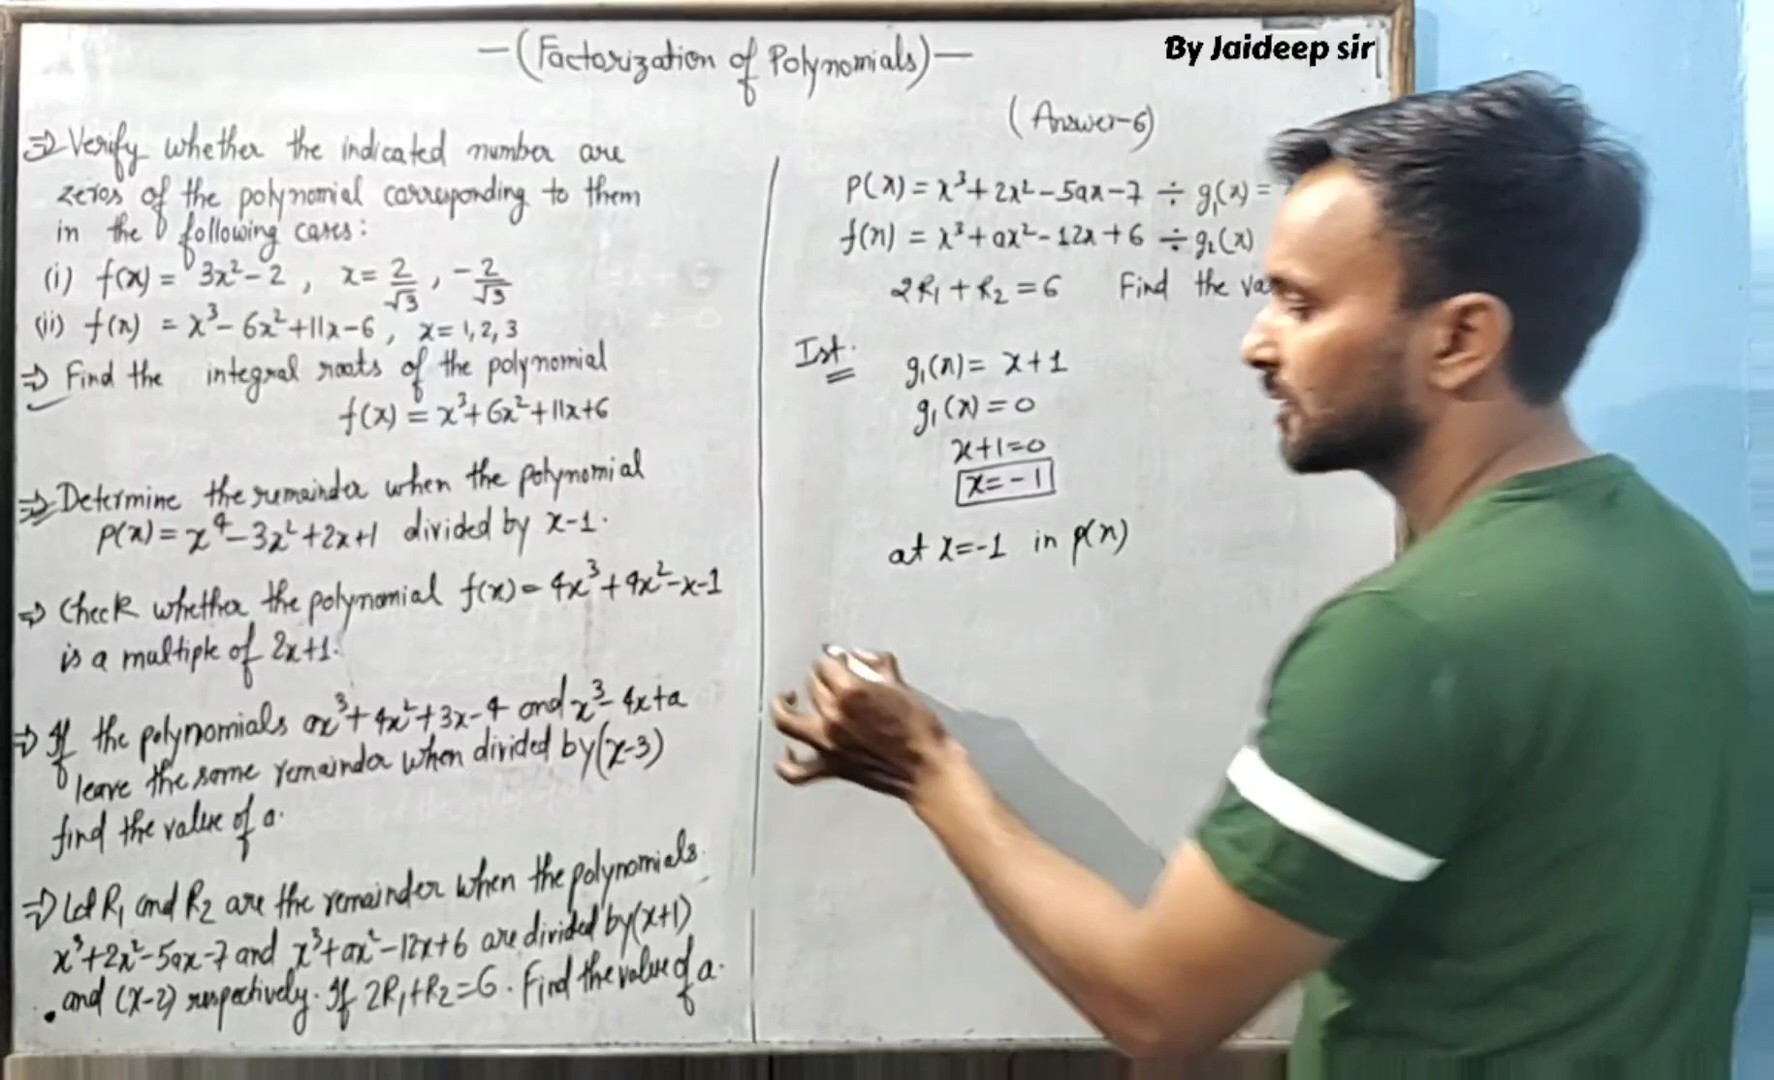 —(Factorization of Polynomials)—
By Jaideep sir
⇒ Verify whether the indicated number are
zeros of the polynomial corresponding to them
in the following cases:
(i) f(x) = 3x²-2 , x= 2/√3 , -2/√3
(ii) f(x) = x³- 6x²+11x-6 , x= 1,2,3
⇒ Find the integral roots of the polynomial
f(x) = x³+6x²+11x+6
⇒ Determine the remainder when the polynomial
P(x) = x⁴-3x²+2x+1 divided by x-1.
⇒ Check whether the polynomial f(x) = 4x³+4x²-x-1
is a multiple of 2x+1.
⇒ If the polynomials ax³+4x²+3x-4 and x³-4x+a
leave the same remainder when divided by (x-3)
find the value of a.
⇒ Let R₁ and R₂ are the remainder when the polynomials
x³+2x²-5ax-7 and x³+ax²-12x+6 are divided by (x+1)
and (x-2) respectively. If 2R₁+R₂=6. Find the value of a.
(Answer-6)
P(x) = x³+2x²-5ax-7 ÷ g₁(x) =
f(x) = x³+ax²-12x+6 ÷ g₂(x)
2R₁+R₂=6 Find the
Ist.
g₁(x) = x+1
g₁(x) = 0
x+1=0
x=-1
at x=-1 in p(x)